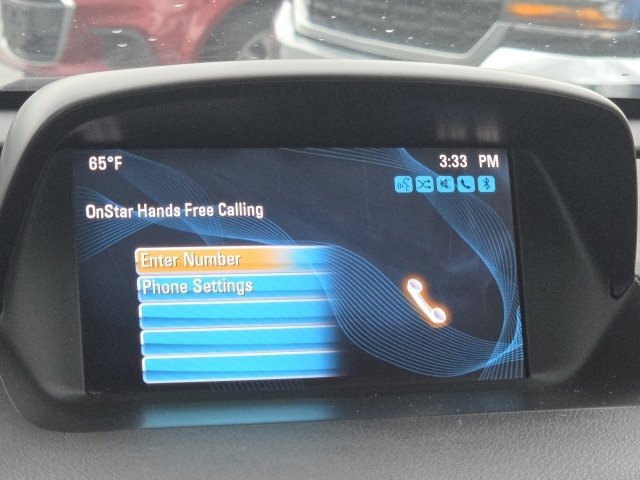 65°F 3:33 PM
OnStar Hands Free Calling
Enter Number
Phone Settings